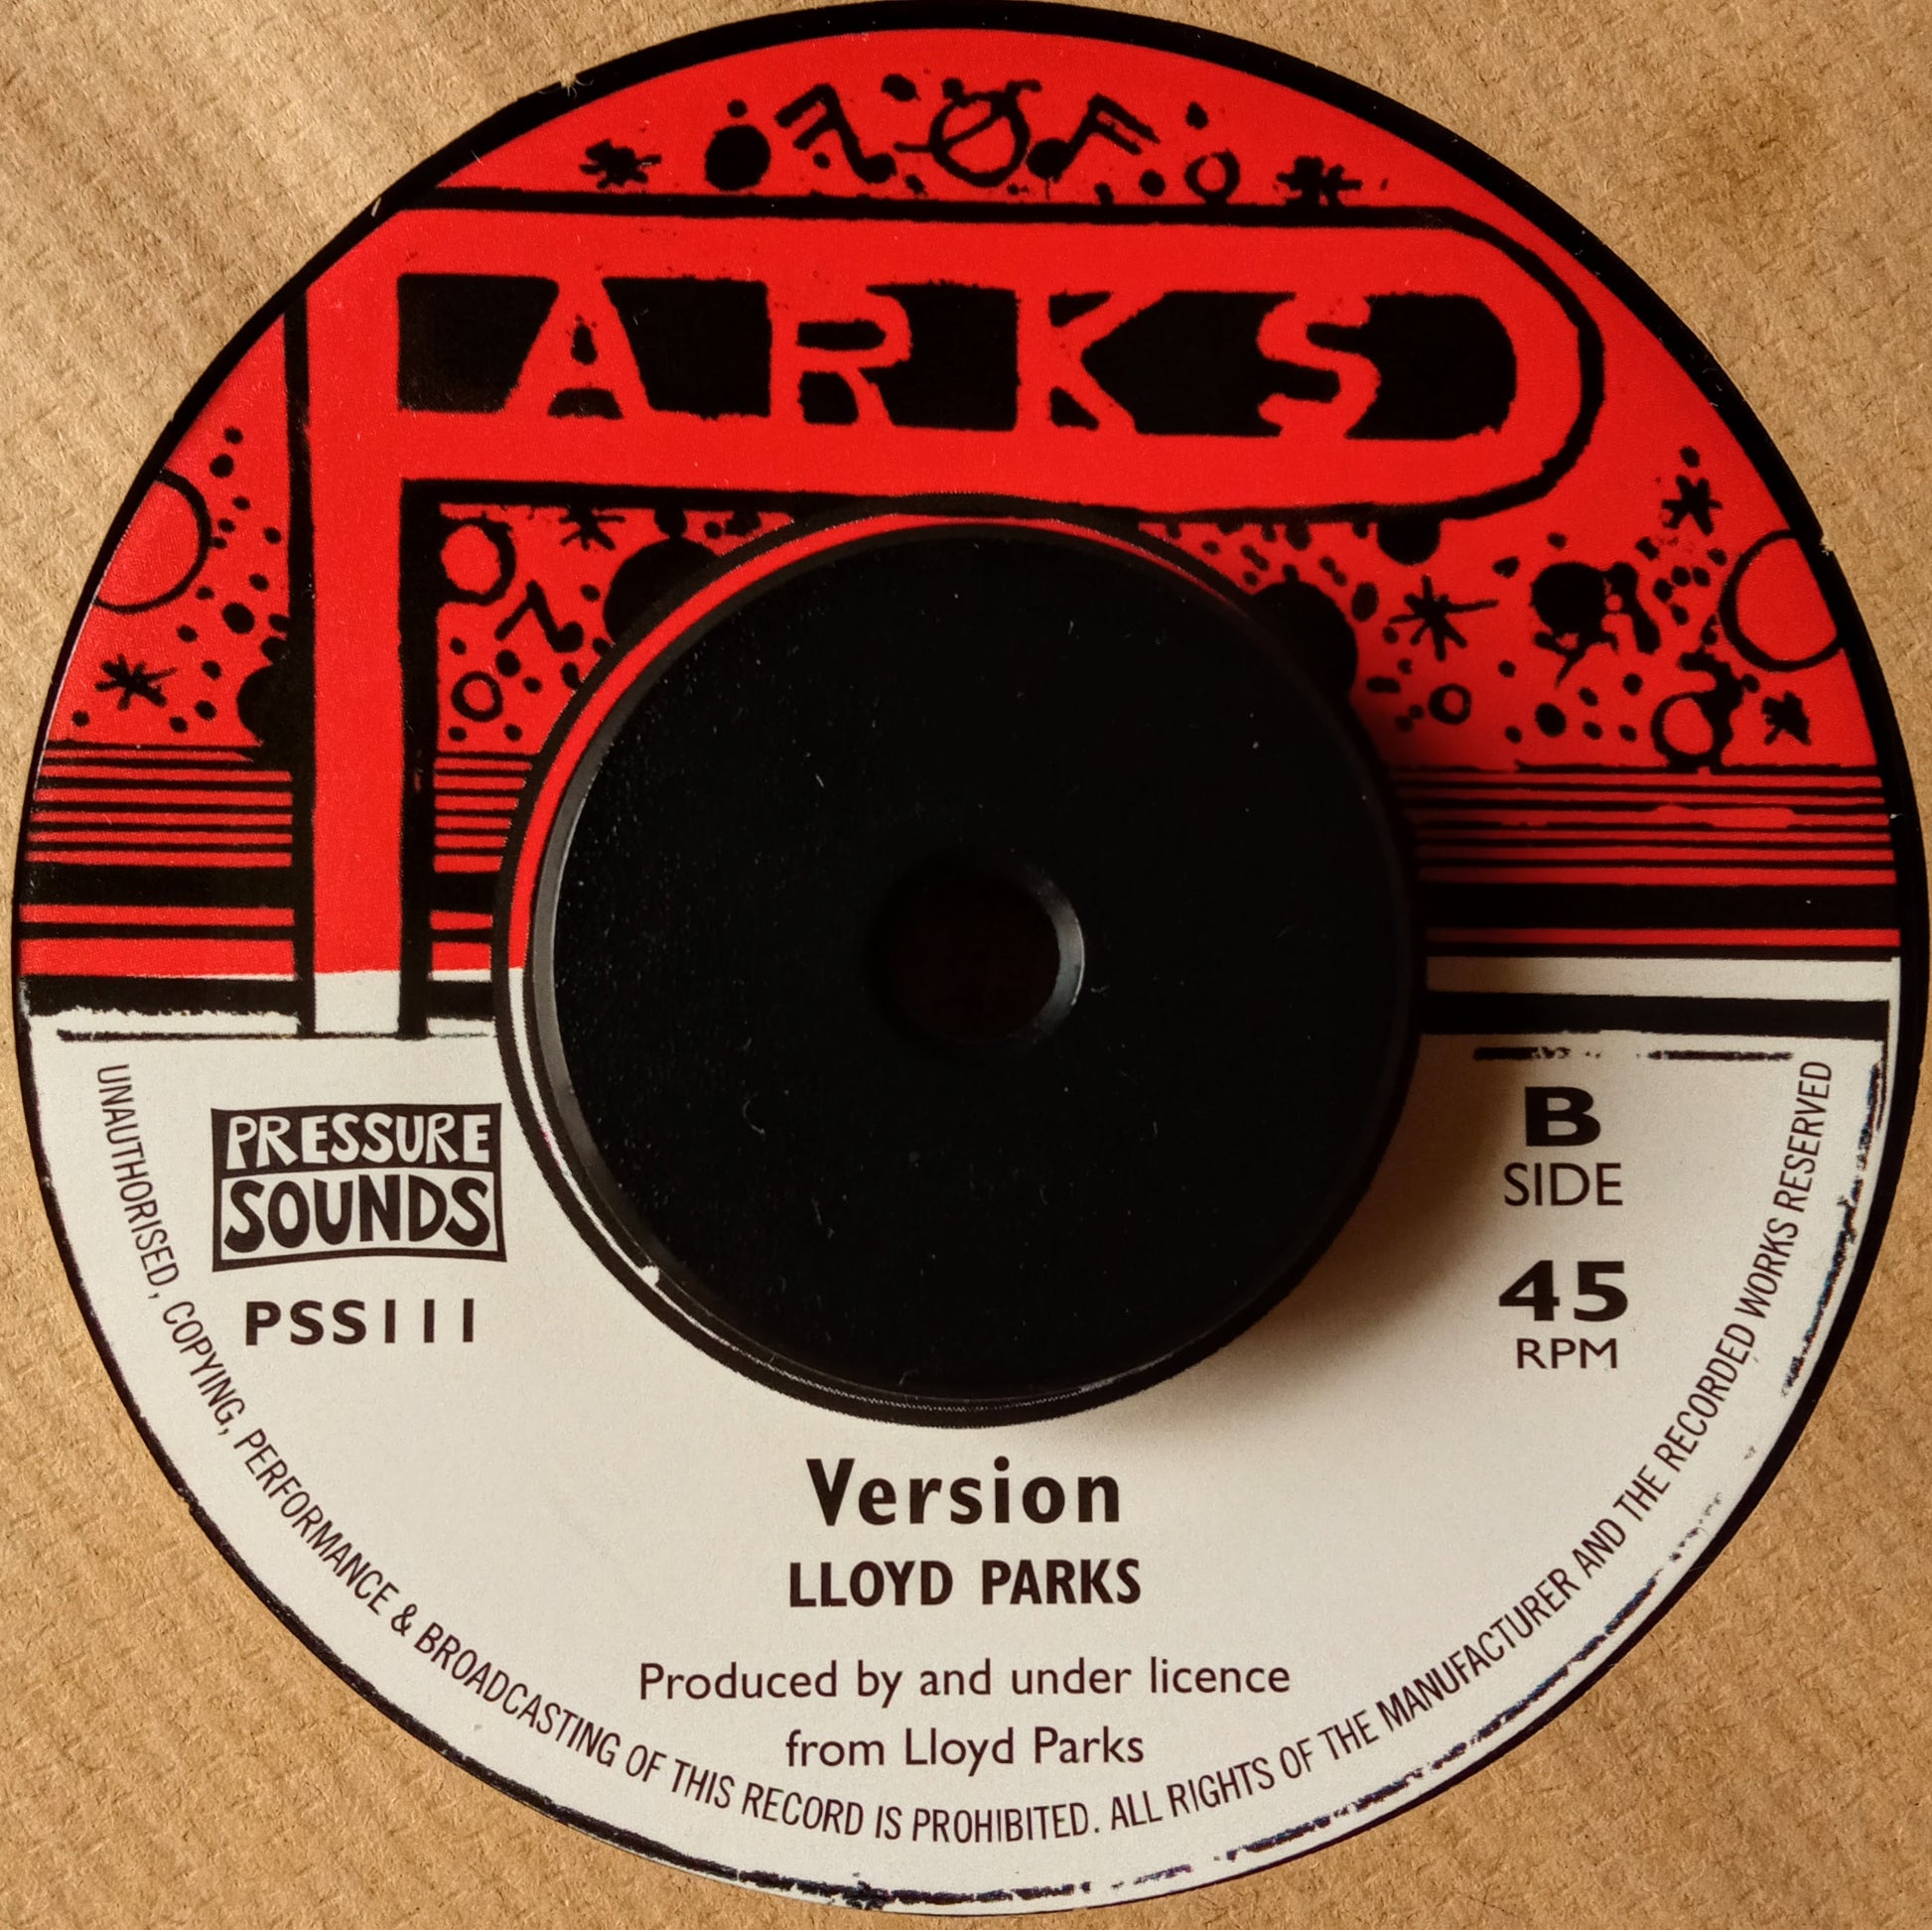 PARKS
PRESSURE
SOUNDS
PSS111
B
SIDE
45
RPM
Version
LLOYD PARKS
Produced by and under licence
from Lloyd Parks
UNAUTHORISED, COPYING, PERFORMANCE & BROADCASTING OF THIS RECORD IS PROHIBITED. ALL RIGHTS OF THE MANUFACTURER AND THE RECORDED WORKS RESERVED